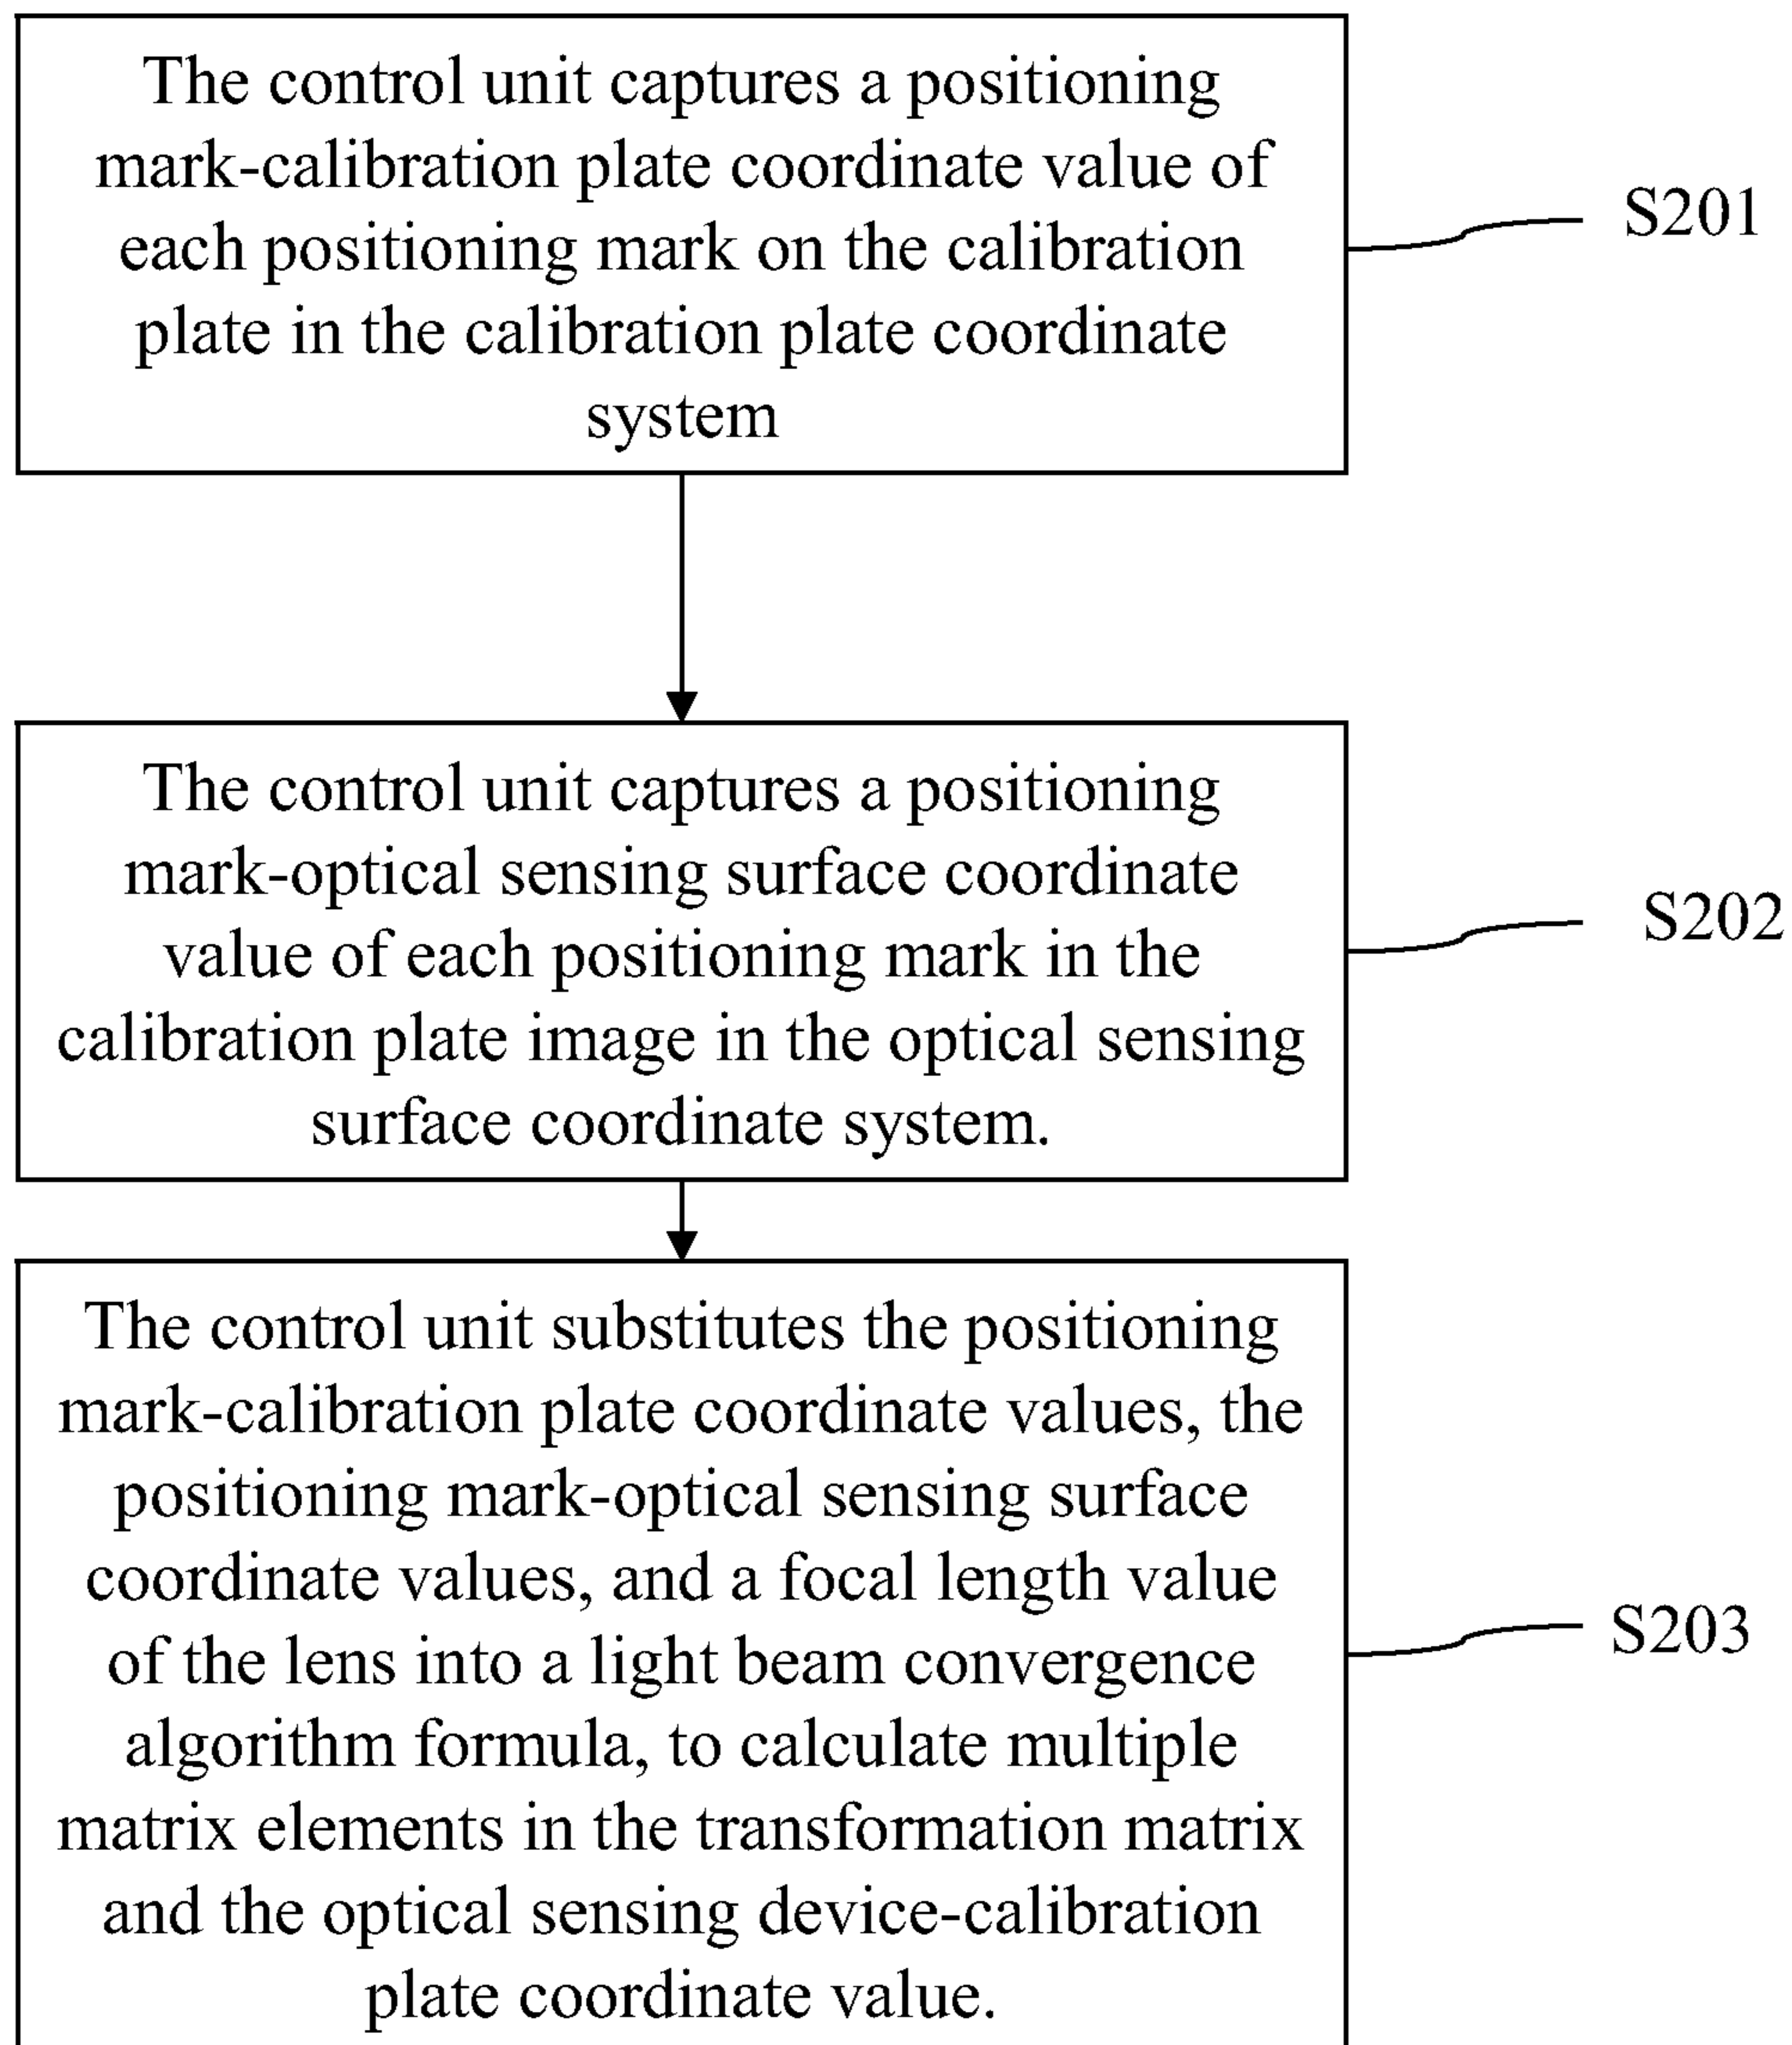 The control unit captures a positioning
mark-calibration plate coordinate value of
each positioning mark on the calibration
plate in the calibration plate coordinate
system
S201
The control unit captures a positioning
mark-optical sensing surface coordinate
value of each positioning mark in the
calibration plate image in the optical sensing
surface coordinate system.
S202
The control unit substitutes the positioning
mark-calibration plate coordinate values, the
positioning mark-optical sensing surface
coordinate values, and a focal length value
of the lens into a light beam convergence
algorithm formula, to calculate multiple
matrix elements in the transformation matrix
and the optical sensing device-calibration
plate coordinate value.
S203